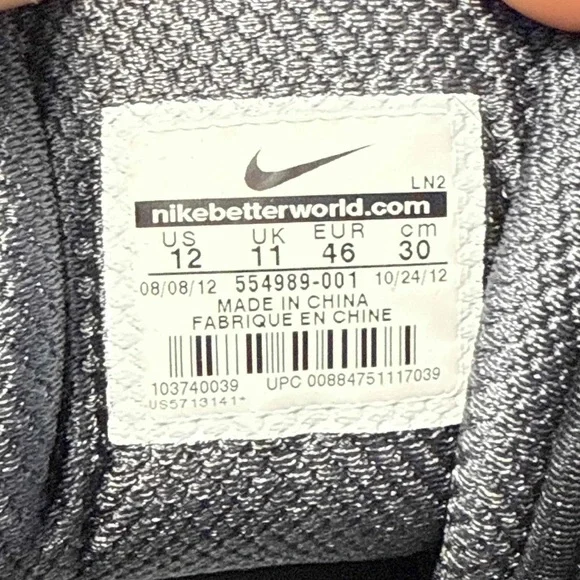 LN2
nikebetterworld.com
US UK EUR cm
12 11 46 30
08/08/12 554989-001 10/24/12
MADE IN CHINA
FABRIQUE EN CHINE
103740039 UPC 00884751117039
US5713141*